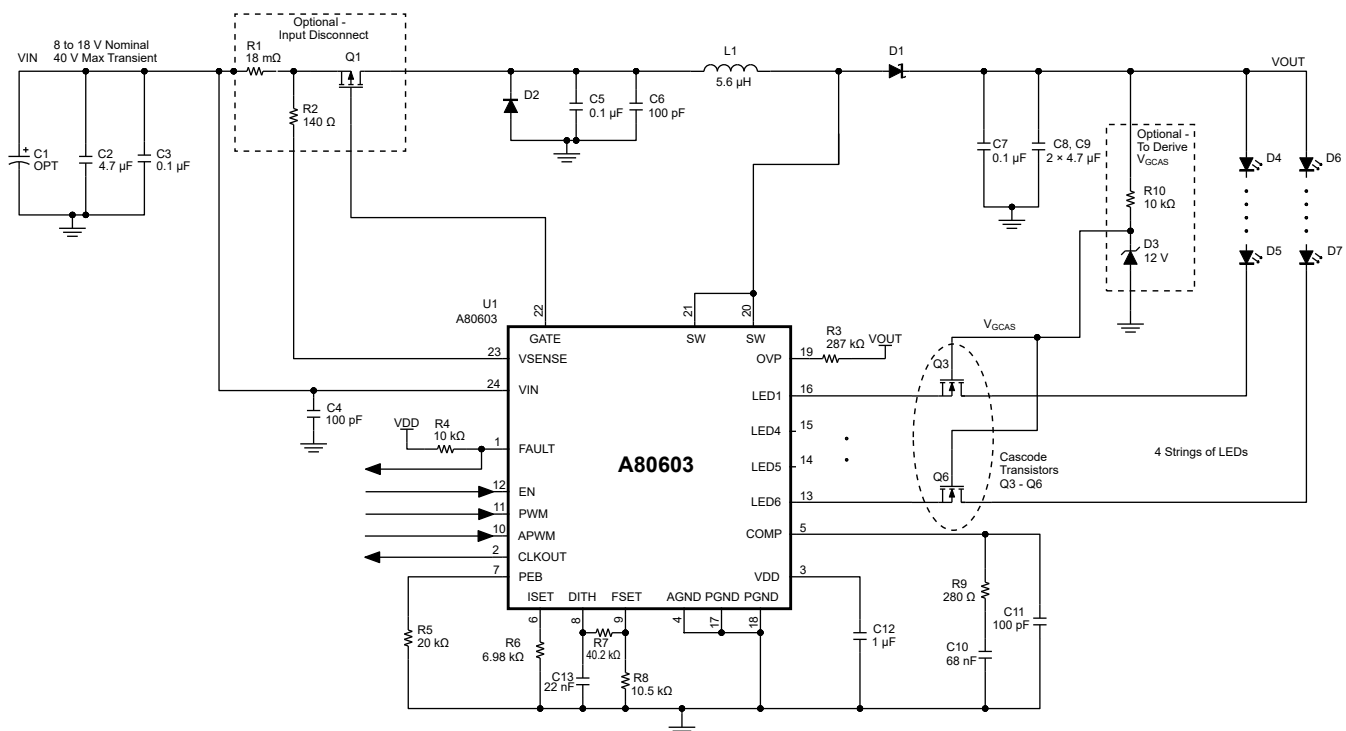 8 to 18 V Nominal
40 V Max Transient
VIN
Optional -
Input Disconnect
R1
18 mΩ
Q1
R2
140 Ω
C1
OPT
+
C2
4.7 µF
C3
0.1 µF
D2
C5
0.1 µF
C6
100 pF
L1
5.6 µH
D1
VOUT
C7
0.1 µF
C8, C9
2 × 4.7 µF
Optional -
To Derive
VGCAS
R10
10 kΩ
D3
12 V
D4
D6
D5
D7
U1
A80603
22
GATE
21
SW
20
SW
23
VSENSE
24
VIN
C4
100 pF
VDD
R4
10 kΩ
1
FAULT
12
EN
11
PWM
10
APWM
2
CLKOUT
7
PEB
A80603
19
OVP
R3
287 kΩ
VOUT
16
LED1
15
LED4
14
LED5
13
LED6
5
COMP
3
VDD
VGCAS
Q3
Q6
Cascode
Transistors
Q3 - Q6
4 Strings of LEDs
ISET
DITH
FSET
AGND
PGND
PGND
6
8
9
4
17
18
R5
20 kΩ
R6
6.98 kΩ
R7
40.2 kΩ
C13
22 nF
R8
10.5 kΩ
C12
1 µF
R9
280 Ω
C10
68 nF
C11
100 pF